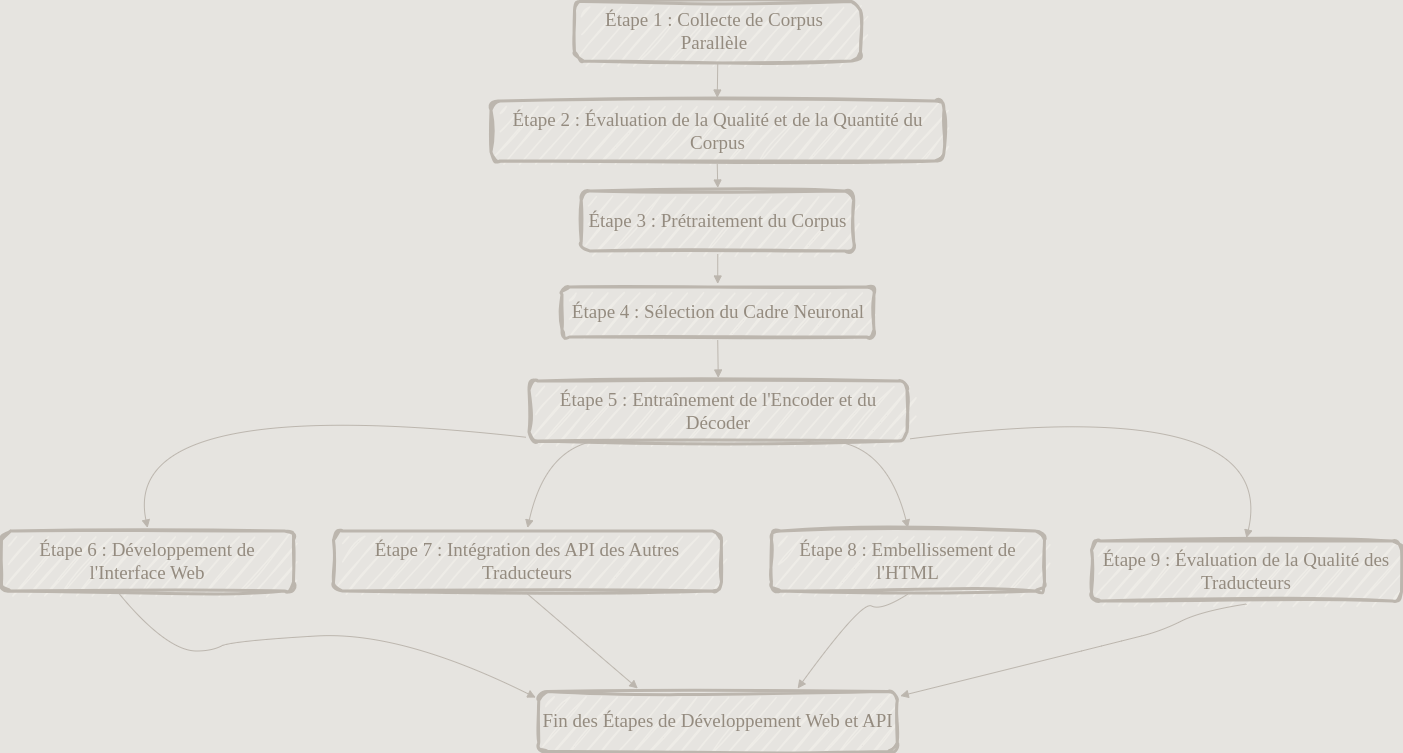 Étape 1 : Collecte de Corpus
Parallèle
Étape 2 : Évaluation de la Qualité et de la Quantité du
Corpus
Étape 3 : Prétraitement du Corpus
Étape 4 : Sélection du Cadre Neuronal
Étape 5 : Entraînement de l'Encoder et du
Décoder
Étape 6 : Développement de
l'Interface Web
Étape 7 : Intégration des API des Autres
Traducteurs
Étape 8 : Embellissement de
l'HTML
Étape 9 : Évaluation de la Qualité des
Traducteurs
Fin des Étapes de Développement Web et API